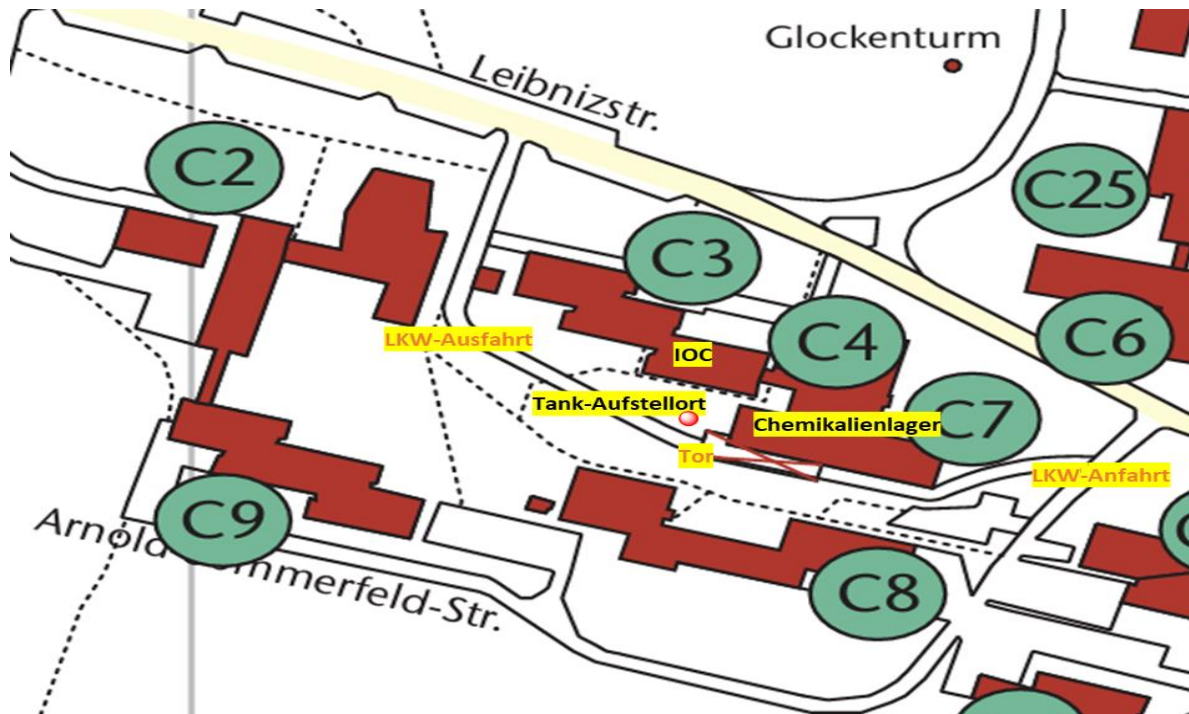 Glockenturm
Leibnizstr.
C2
C25
C3
C4
C6
LKW-Ausfahrt
IOC
Tank-Aufstellort
Chemikalienlager
C7
Tor
LKW-Anfahrt
C9
Arnold-Sommerfeld-Str.
C8